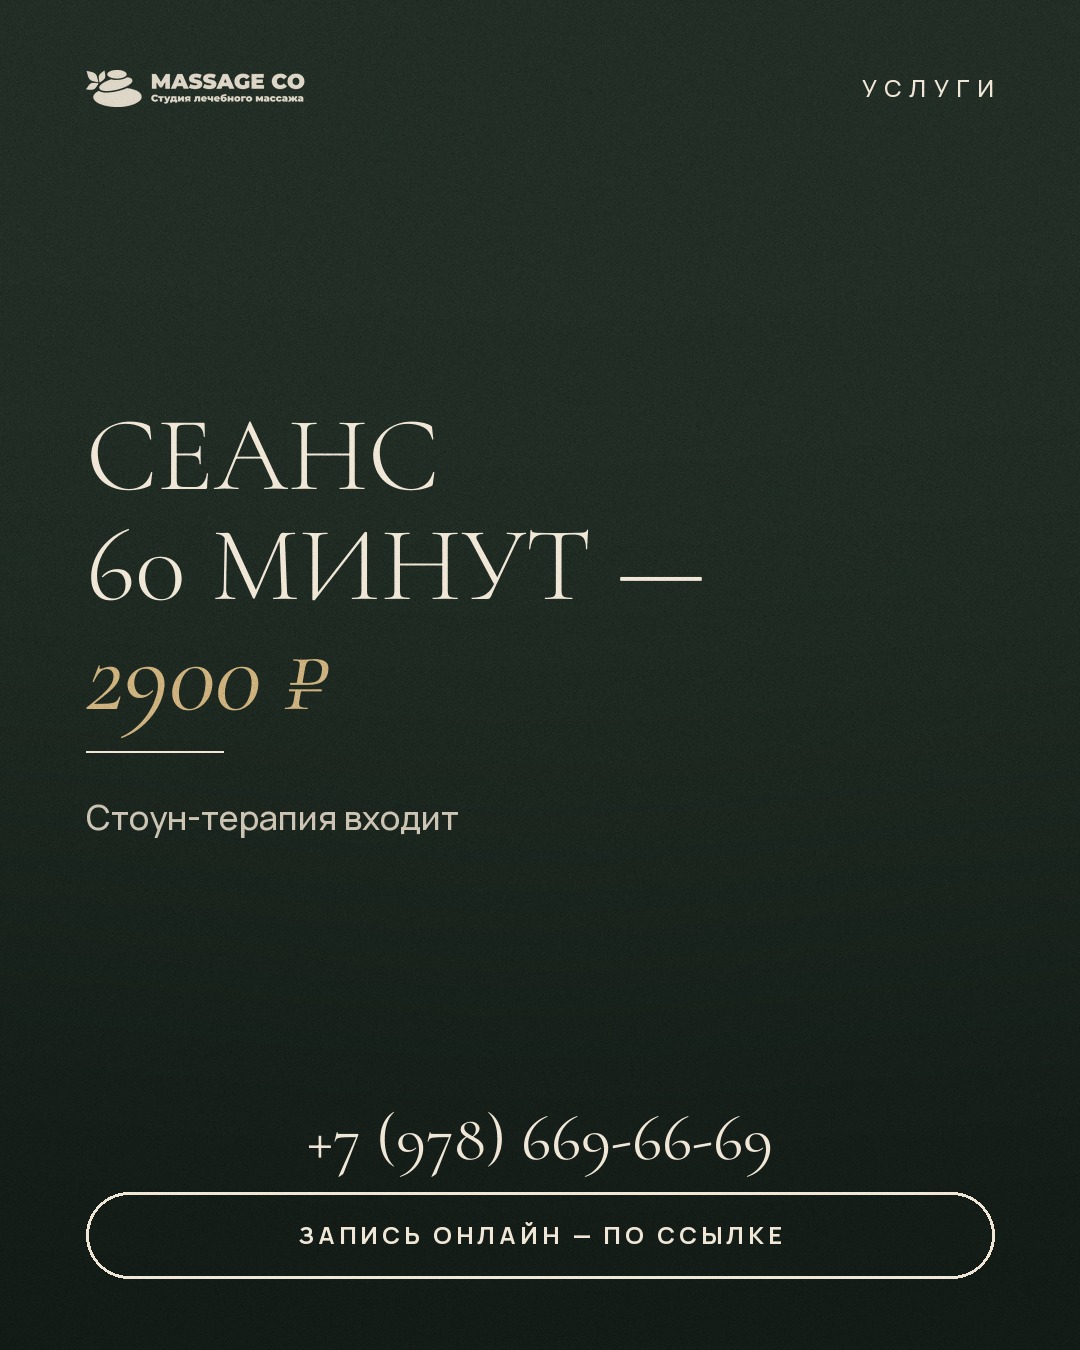 MASSAGE CO
Студия лечебного массажа
УСЛУГИ
СЕАНС
60 МИНУТ —
2900 ₽
Стоун-терапия входит
+7 (978) 669-66-69
ЗАПИСЬ ОНЛАЙН — ПО ССЫЛКЕ